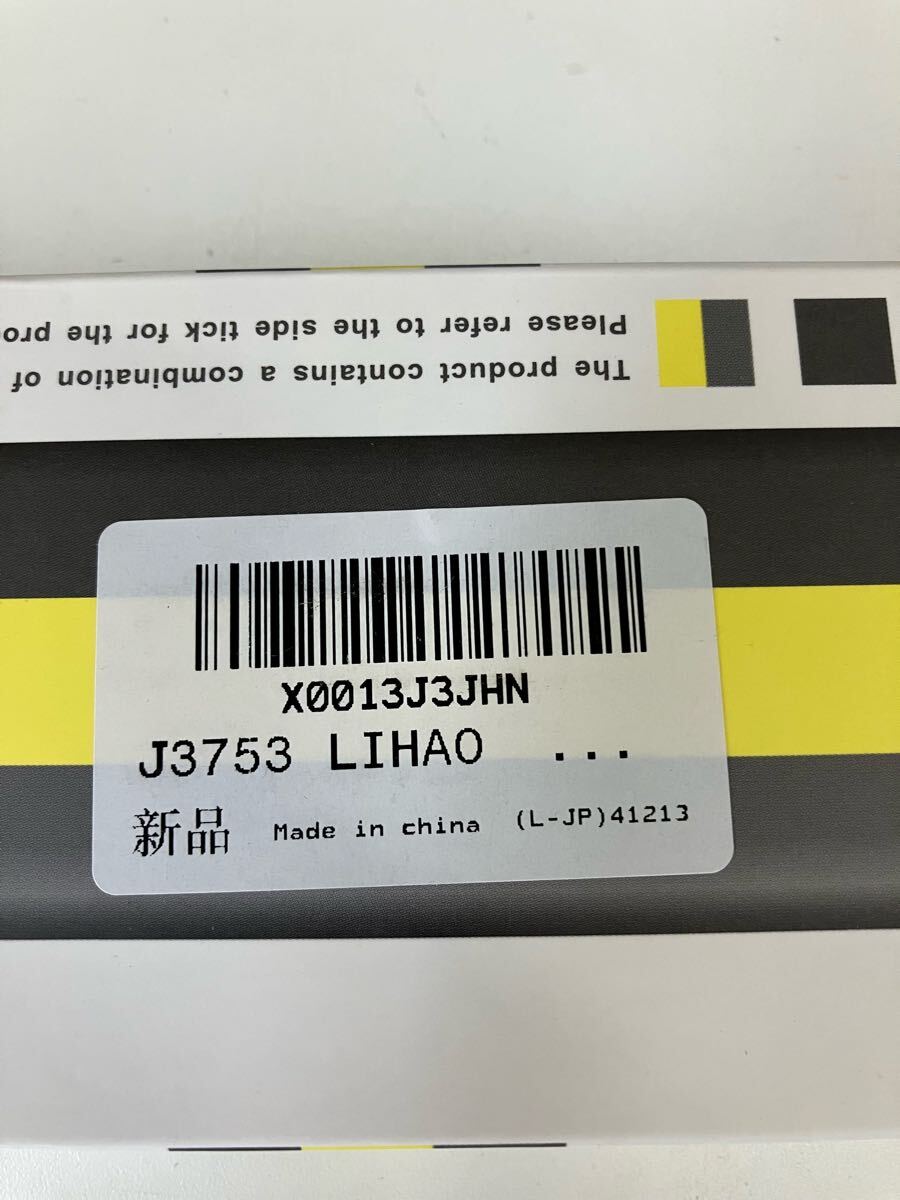 The product contains a combination of
Please refer to the side tick for the
X0013J3JHN
J3753 LIHAO ...
新品 Made in china (L-JP)41213